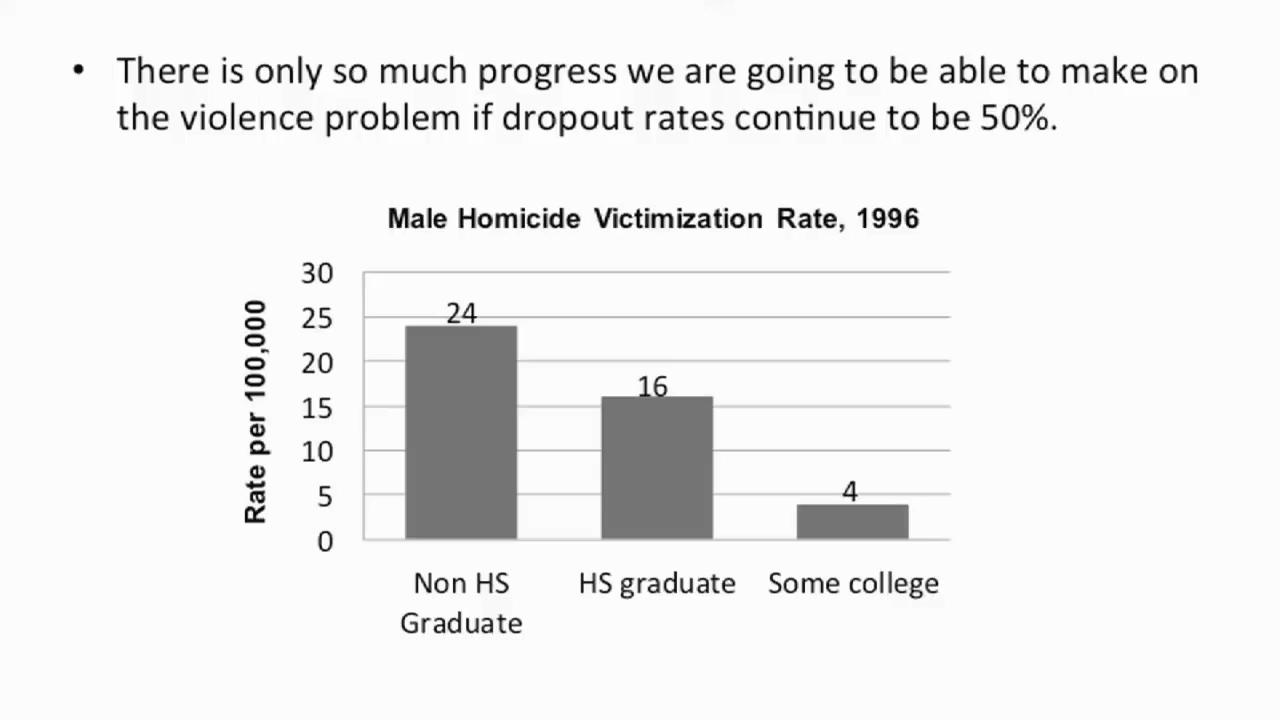 • There is only so much progress we are going to be able to make on
the violence problem if dropout rates continue to be 50%.
Male Homicide Victimization Rate, 1996
Rate per 100,000
30
25
20
15
10
5
0
24
16
4
Non HS
Graduate
HS graduate
Some college